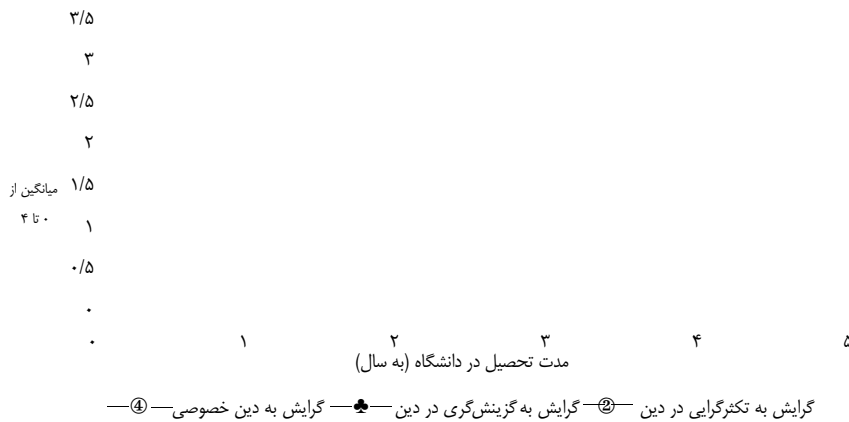 ۳/۵
۳
۲/۵
۲
۱/۵
میانگین از
۰ تا ۴
۱
۰/۵
۰
۰ ۱ ۲ ۳ ۴ ۵
مدت تحصیل در دانشگاه (به سال)
گرایش به تکثرگرایی در دین —②— گرایش به گزینش‌گری در دین —♣— گرایش به دین خصوصی —④—